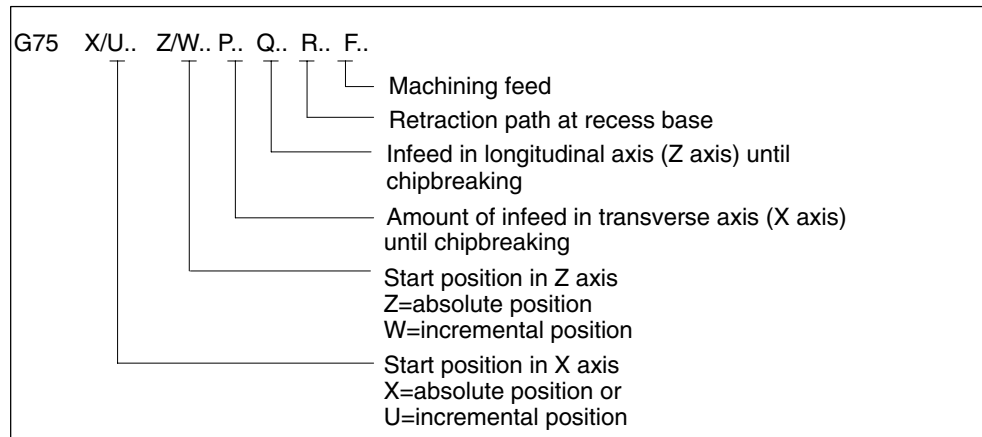 G75 X/U.. Z/W.. P.. Q.. R.. F..
Machining feed
Retraction path at recess base
Infeed in longitudinal axis (Z axis) until
chipbreaking
Amount of infeed in transverse axis (X axis)
until chipbreaking
Start position in Z axis
Z=absolute position
W=incremental position
Start position in X axis
X=absolute position or
U=incremental position